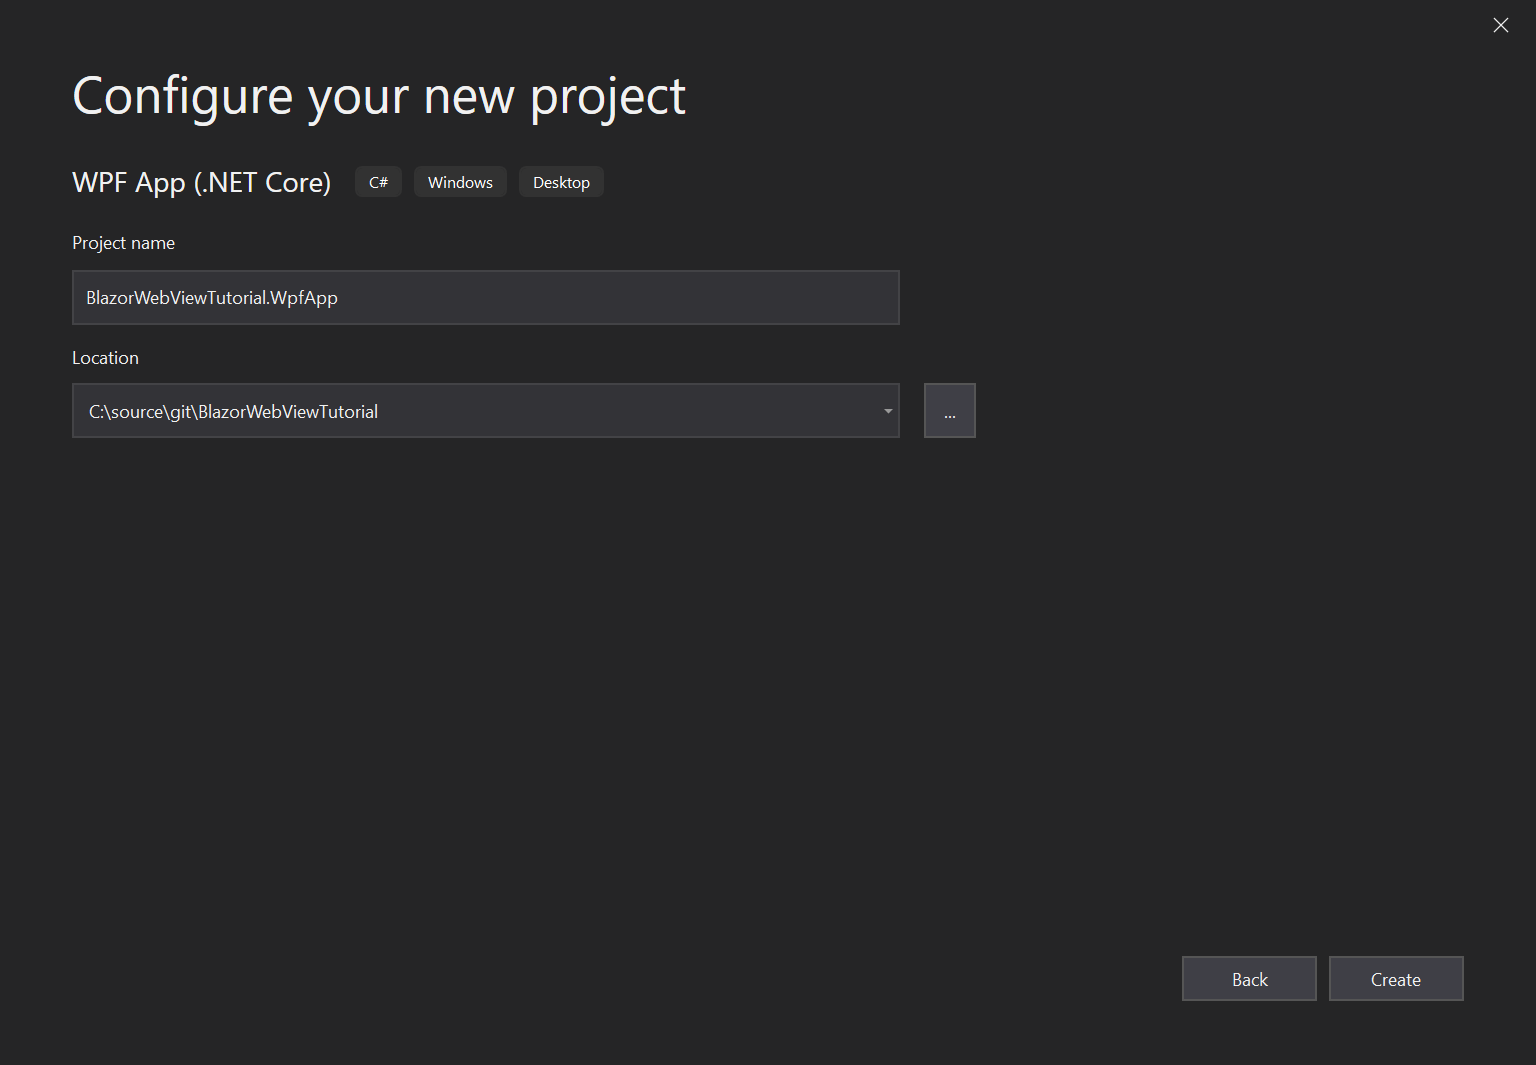 Configure your new project
WPF App (.NET Core) C# Windows Desktop
Project name
BlazorWebViewTutorial.WpfApp
Location
C:\source\git\BlazorWebViewTutorial ...
Back Create